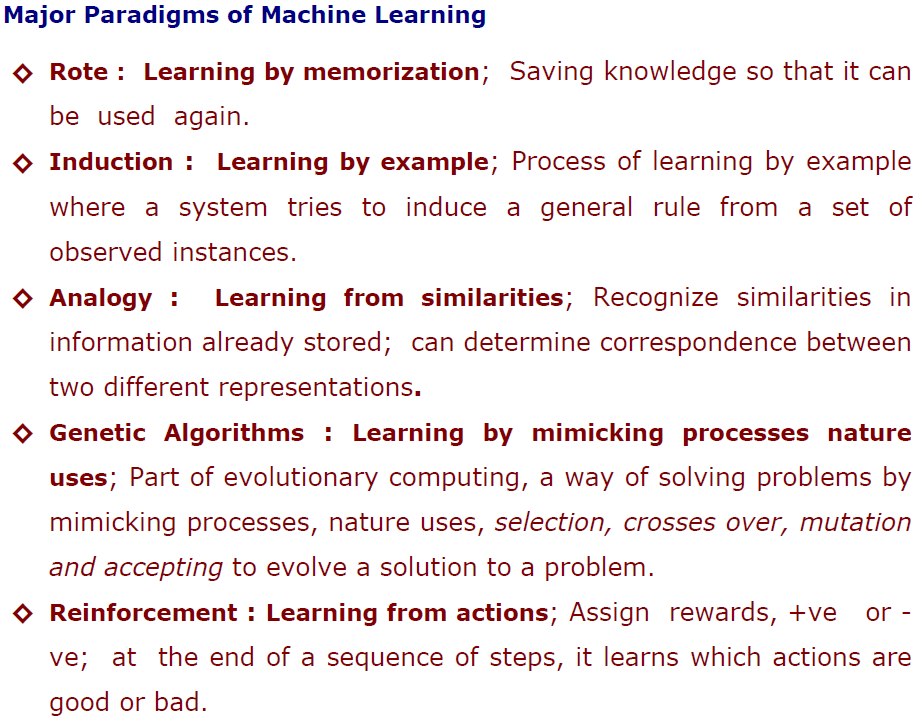 Major Paradigms of Machine Learning
◇ Rote : Learning by memorization; Saving knowledge so that it can
be used again.
◇ Induction : Learning by example; Process of learning by example
where a system tries to induce a general rule from a set of
observed instances.
◇ Analogy : Learning from similarities; Recognize similarities in
information already stored; can determine correspondence between
two different representations.
◇ Genetic Algorithms : Learning by mimicking processes nature
uses; Part of evolutionary computing, a way of solving problems by
mimicking processes, nature uses, selection, crosses over, mutation
and accepting to evolve a solution to a problem.
◇ Reinforcement : Learning from actions; Assign rewards, +ve or -
ve; at the end of a sequence of steps, it learns which actions are
good or bad.